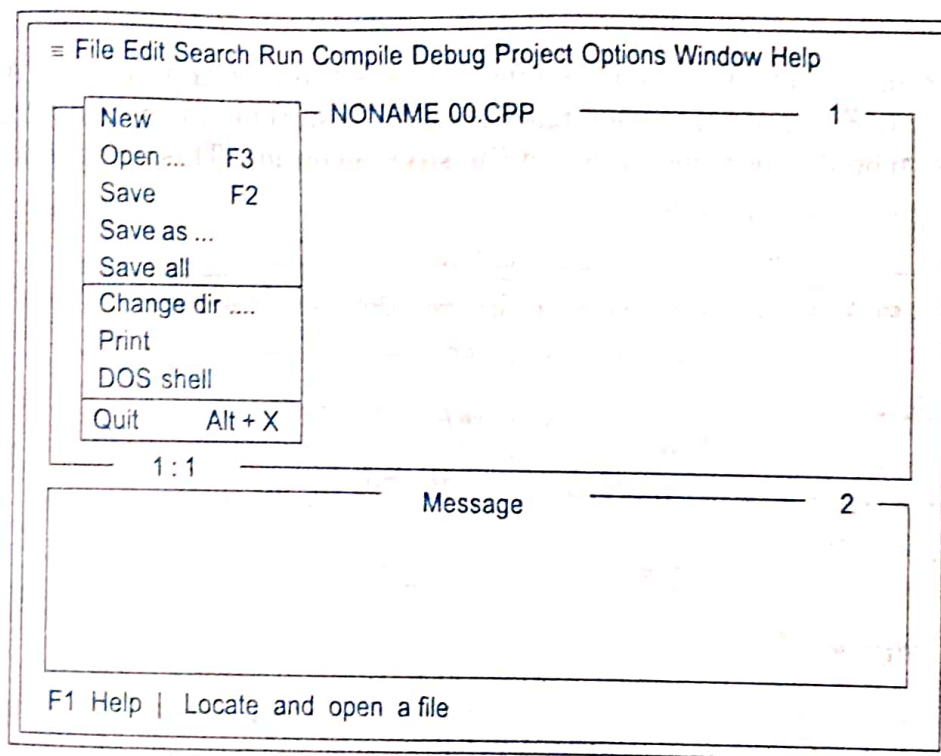 ≡ File Edit Search Run Compile Debug Project Options Window Help
NONAME 00.CPP 1
New
Open ... F3
Save F2
Save as ...
Save all
Change dir ....
Print
DOS shell
Quit Alt + X
1 : 1
Message 2
F1 Help | Locate and open a file